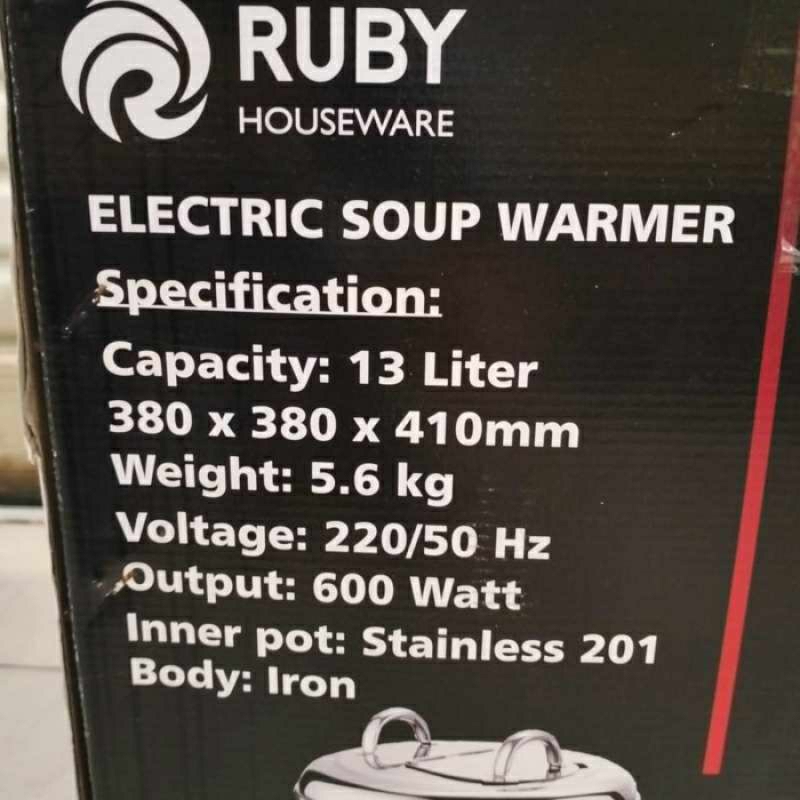 RUBY
HOUSEWARE
ELECTRIC SOUP WARMER
Specification:
Capacity: 13 Liter
380 x 380 x 410mm
Weight: 5.6 kg
Voltage: 220/50 Hz
Output: 600 Watt
Inner pot: Stainless 201
Body: Iron